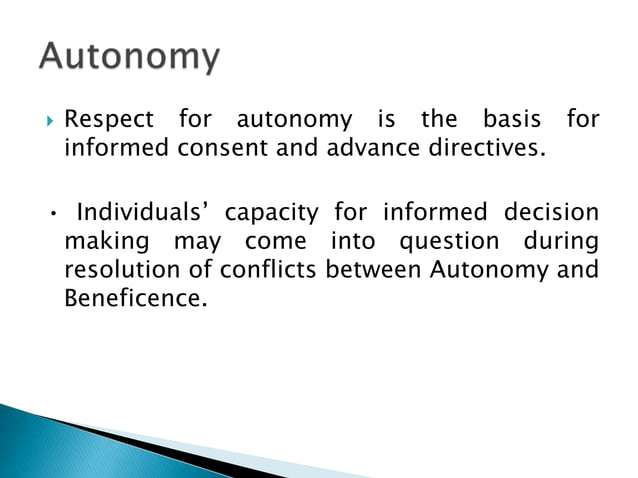 Autonomy
Respect for autonomy is the basis for
informed consent and advance directives.
• Individuals’ capacity for informed decision
making may come into question during
resolution of conflicts between Autonomy and
Beneficence.